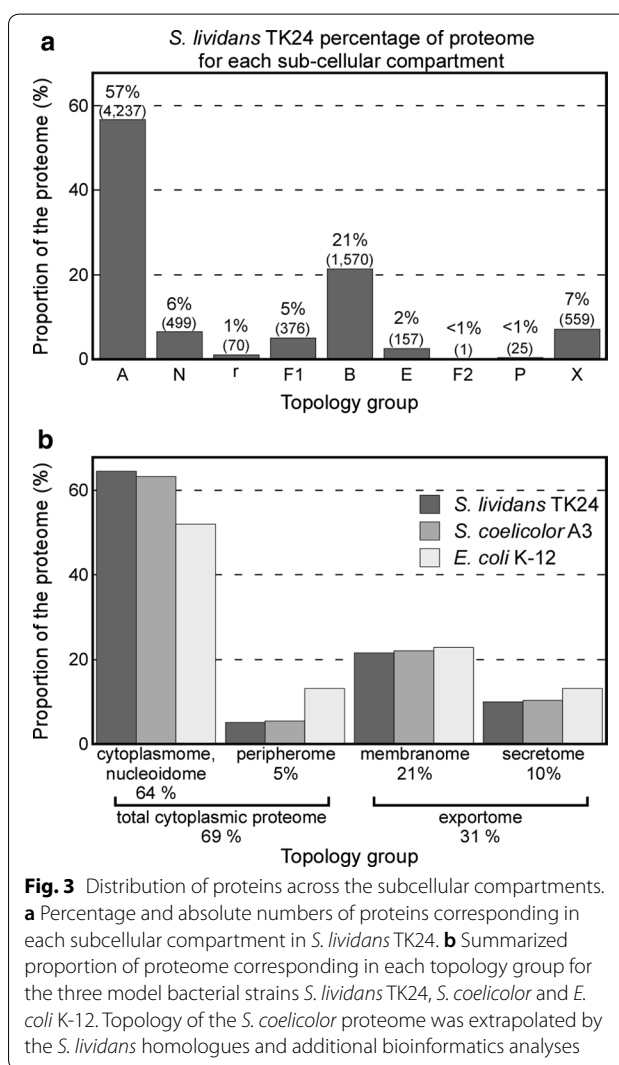 a
S. lividans TK24 percentage of proteome
for each sub-cellular compartment
Proportion of the proteome (%)
60
40
20
0
57%
(4,237)
6%
(499)
1%
(70)
5%
(376)
21%
(1,570)
2%
(157)
<1%
(1)
<1%
(25)
7%
(559)
A N r F1 B E F2 P X
Topology group
b
Proportion of the proteome (%)
60
40
20
0
S. lividans TK24
S. coelicolor A3
E. coli K-12
cytoplasmome, peripherome membranome secretome
nucleoidome 5% 21% 10%
64 %
total cytoplasmic proteome exportome
69 % 31 %
Topology group
Fig. 3 Distribution of proteins across the subcellular compartments.
a Percentage and absolute numbers of proteins corresponding in
each subcellular compartment in S. lividans TK24. b Summarized
proportion of proteome corresponding in each topology group for
the three model bacterial strains S. lividans TK24, S. coelicolor and E.
coli K-12. Topology of the S. coelicolor proteome was extrapolated by
the S. lividans homologues and additional bioinformatics analyses